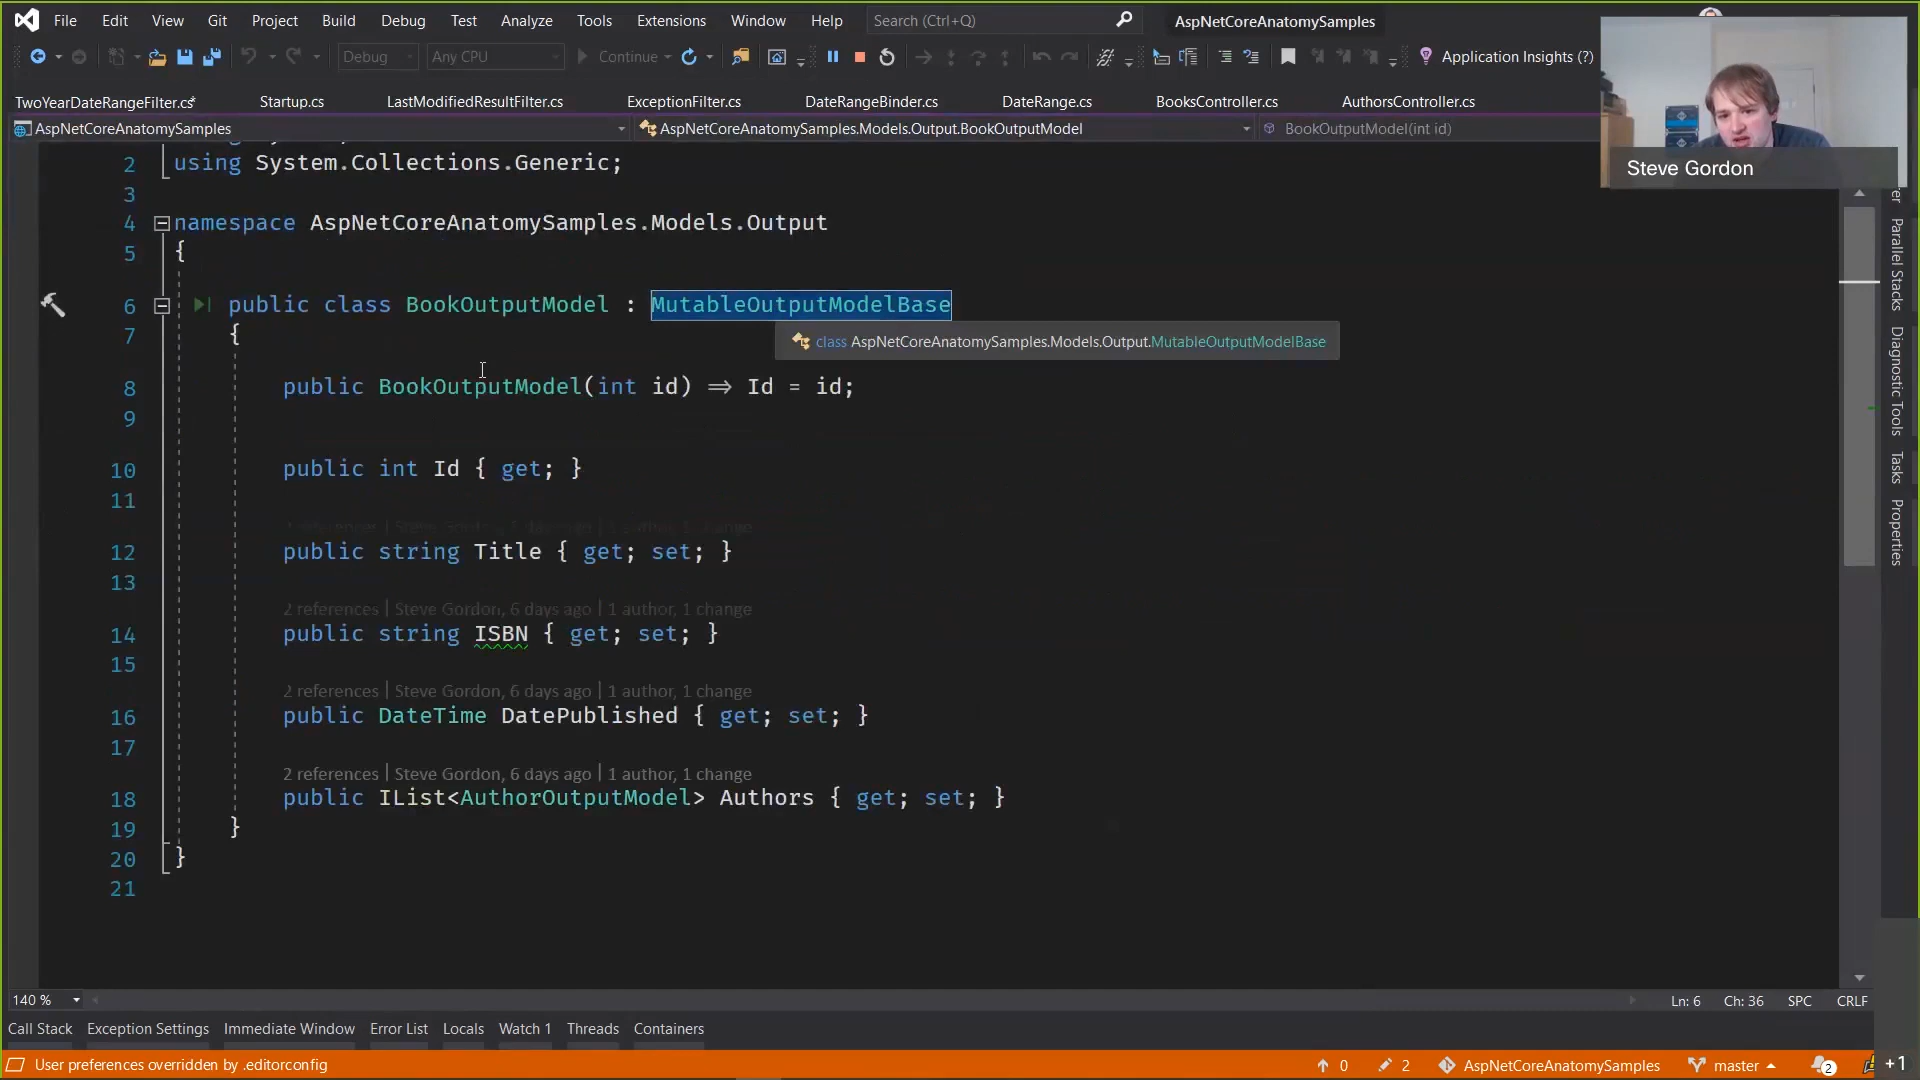 File Edit View Git Project Build Debug Test Analyze Tools Extensions Window Help Search (Ctrl+Q) AspNetCoreAnatomySamples
Debug Any CPU Continue Application Insights (?)
TwoYearDateRangeFilter.cs* Startup.cs LastModifiedResultFilter.cs ExceptionFilter.cs DateRangeBinder.cs DateRange.cs BooksController.cs AuthorsController.cs
AspNetCoreAnatomySamples AspNetCoreAnatomySamples.Models.Output.BookOutputModel BookOutputModel(int id)
Steve Gordon
2 using System.Collections.Generic;
3
4 namespace AspNetCoreAnatomySamples.Models.Output
5 {
6 public class BookOutputModel : MutableOutputModelBase
7 {
class AspNetCoreAnatomySamples.Models.Output.MutableOutputModelBase
8 public BookOutputModel(int id) => Id = id;
9
10 public int Id { get; }
11
12 public string Title { get; set; }
13
2 references | Steve Gordon, 6 days ago | 1 author, 1 change
14 public string ISBN { get; set; }
15
2 references | Steve Gordon, 6 days ago | 1 author, 1 change
16 public DateTime DatePublished { get; set; }
17
2 references | Steve Gordon, 6 days ago | 1 author, 1 change
18 public IList<AuthorOutputModel> Authors { get; set; }
19 }
20 }
21
Parallel Stacks
Diagnostic Tools
Tasks
Properties
140 % Ln: 6 Ch: 36 SPC CRLF
Call Stack Exception Settings Immediate Window Error List Locals Watch 1 Threads Containers
User preferences overridden by .editorconfig 0 2 AspNetCoreAnatomySamples master 2 +1